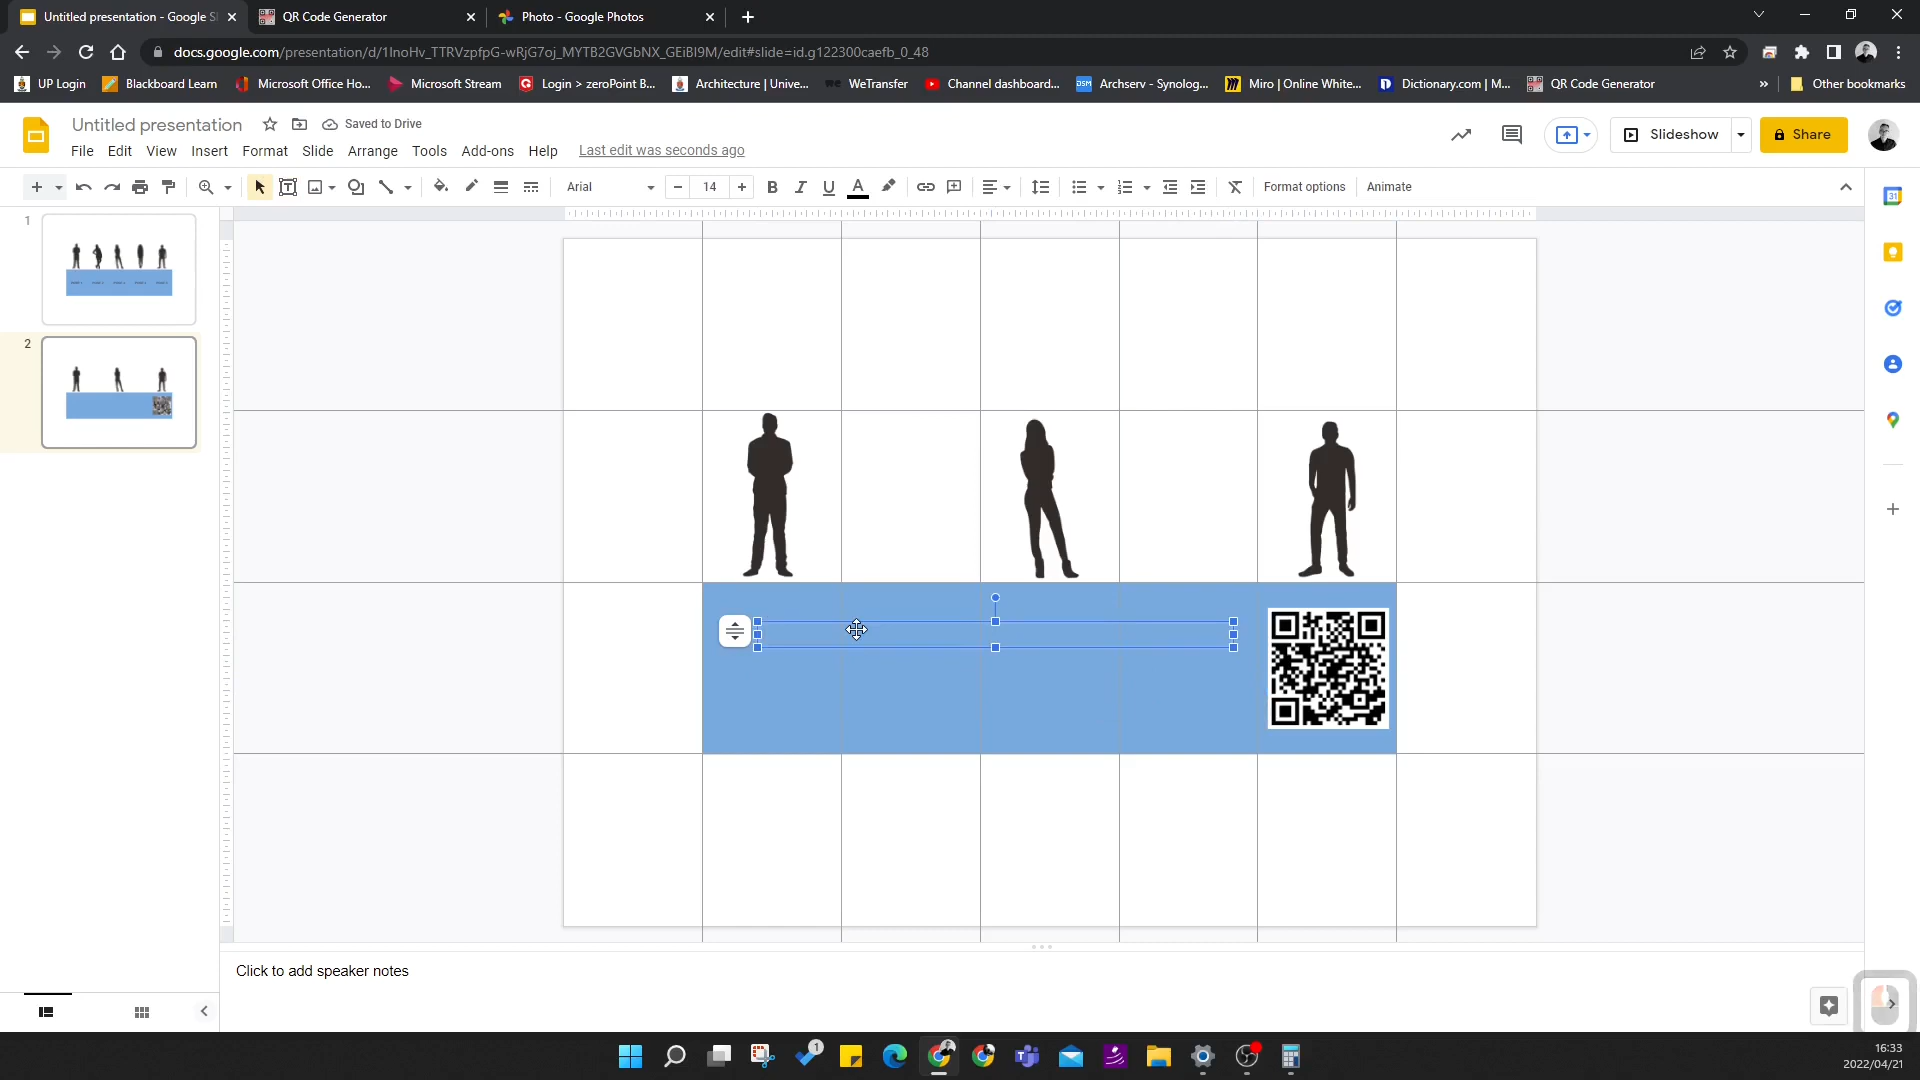 Untitled presentation - Google Sl
QR Code Generator
Photo - Google Photos
docs.google.com/presentation/d/1InoHv_TTRVzpfpG-wRjG7oj_MYTB2GVGbNX_GEiBI9M/edit#slide=id.g122300caefb_0_48
UP Login
Blackboard Learn
Microsoft Office Ho...
Microsoft Stream
Login > zeroPoint B...
Architecture | Unive...
WeTransfer
Channel dashboard...
Archserv - Synolog...
Miro | Online White...
Dictionary.com | M...
QR Code Generator
»
Other bookmarks
Untitled presentation
Saved to Drive
Slideshow
Share
File Edit View Insert Format Slide Arrange Tools Add-ons Help
Last edit was seconds ago
Arial
14
B I U A
Format options
Animate
31
1
2
Click to add speaker notes
1
16:33
2022/04/21